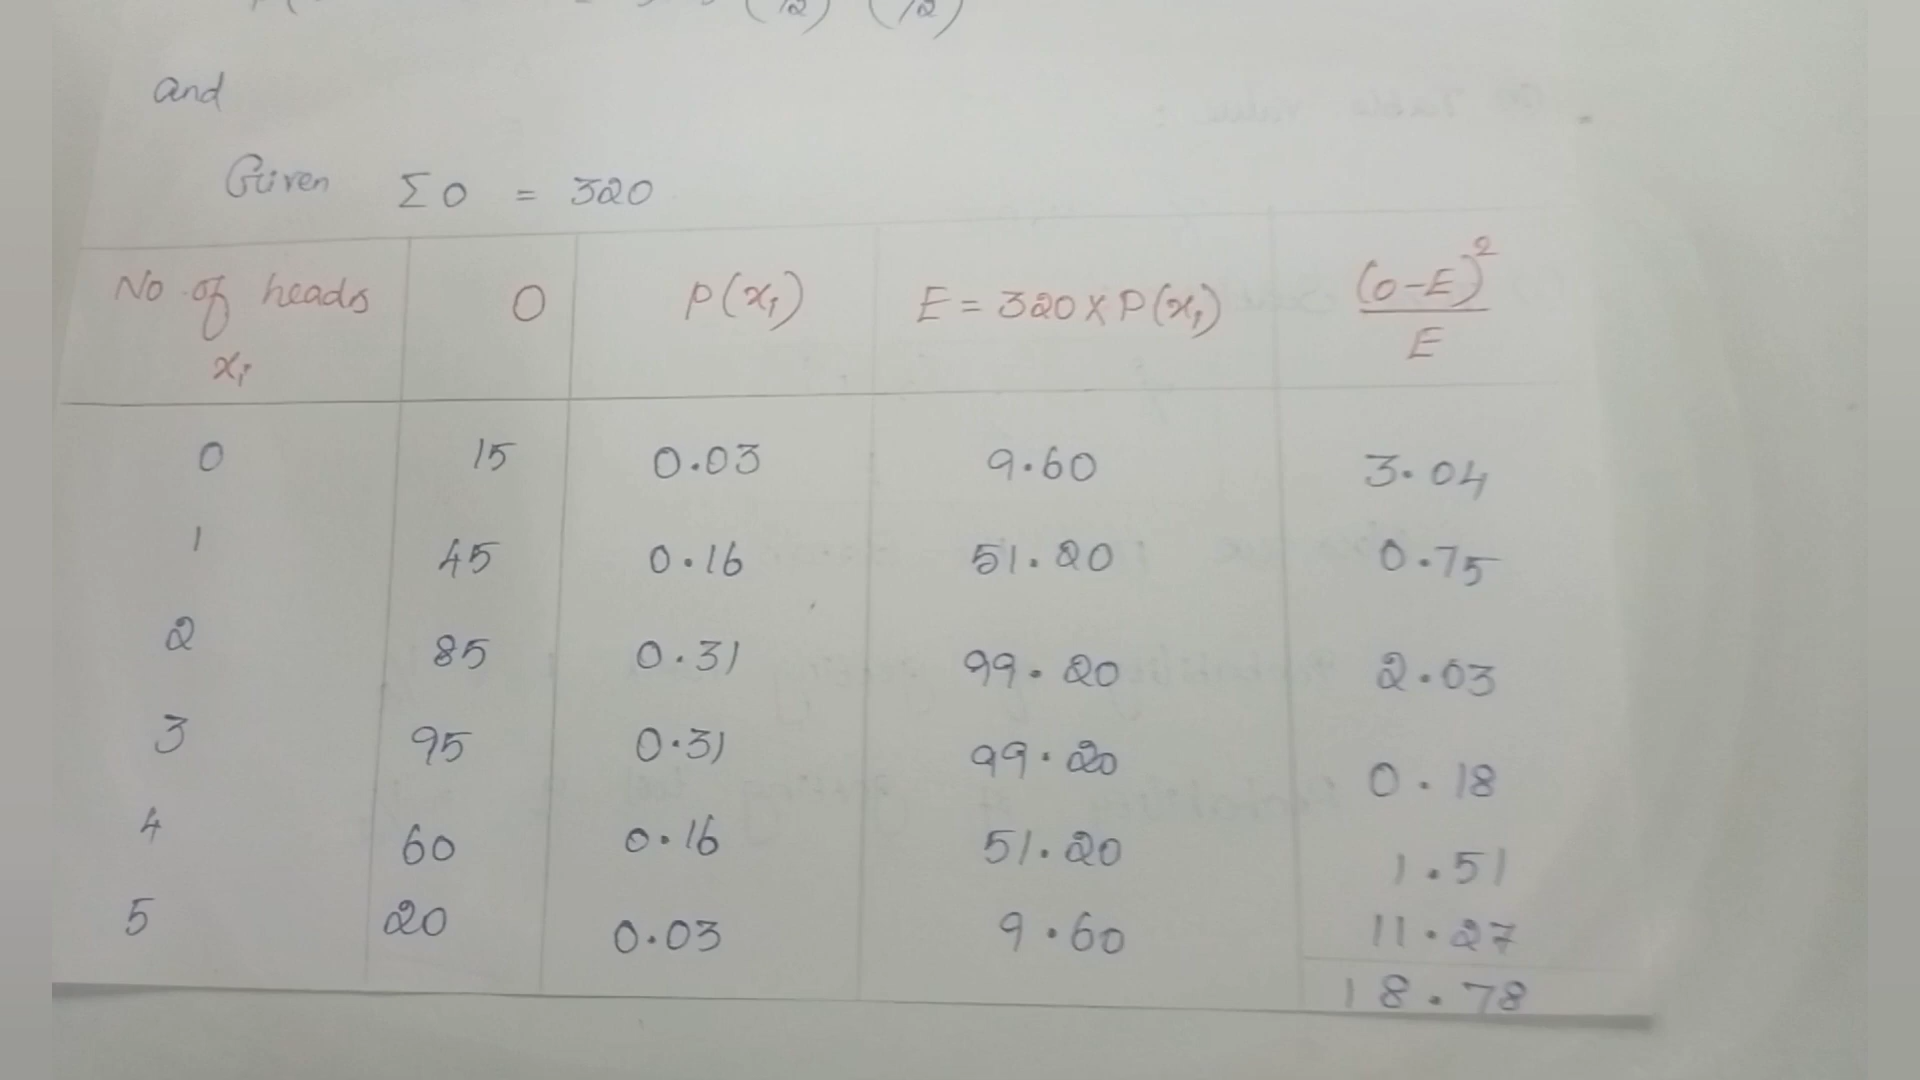 and
Given Σ0 = 320
No of heads xi 0 P(xi) E = 320 X P(xi) (0-E)² / E
0 15 0.03 9.60 3.04
1 45 0.16 51.20 0.75
2 85 0.31 99.20 2.03
3 95 0.31 99.20 0.18
4 60 0.16 51.20 1.51
5 20 0.03 9.60 11.27
18.78